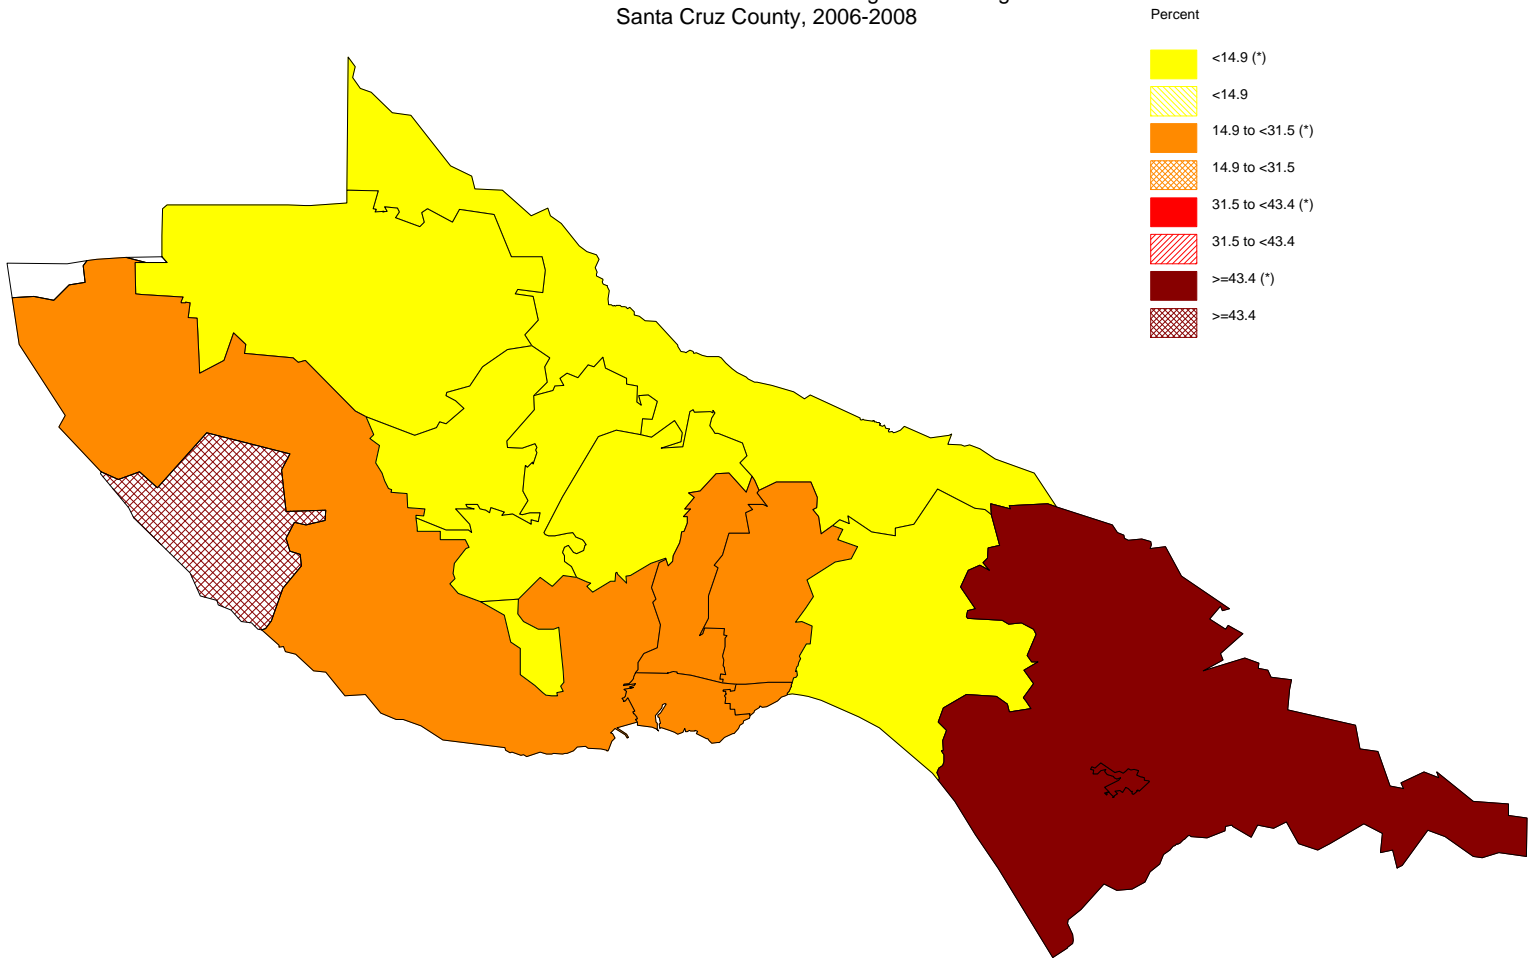 Santa Cruz County, 2006-2008
Percent
<14.9 (*)
<14.9
14.9 to <31.5 (*)
14.9 to <31.5
31.5 to <43.4 (*)
31.5 to <43.4
>=43.4 (*)
>=43.4